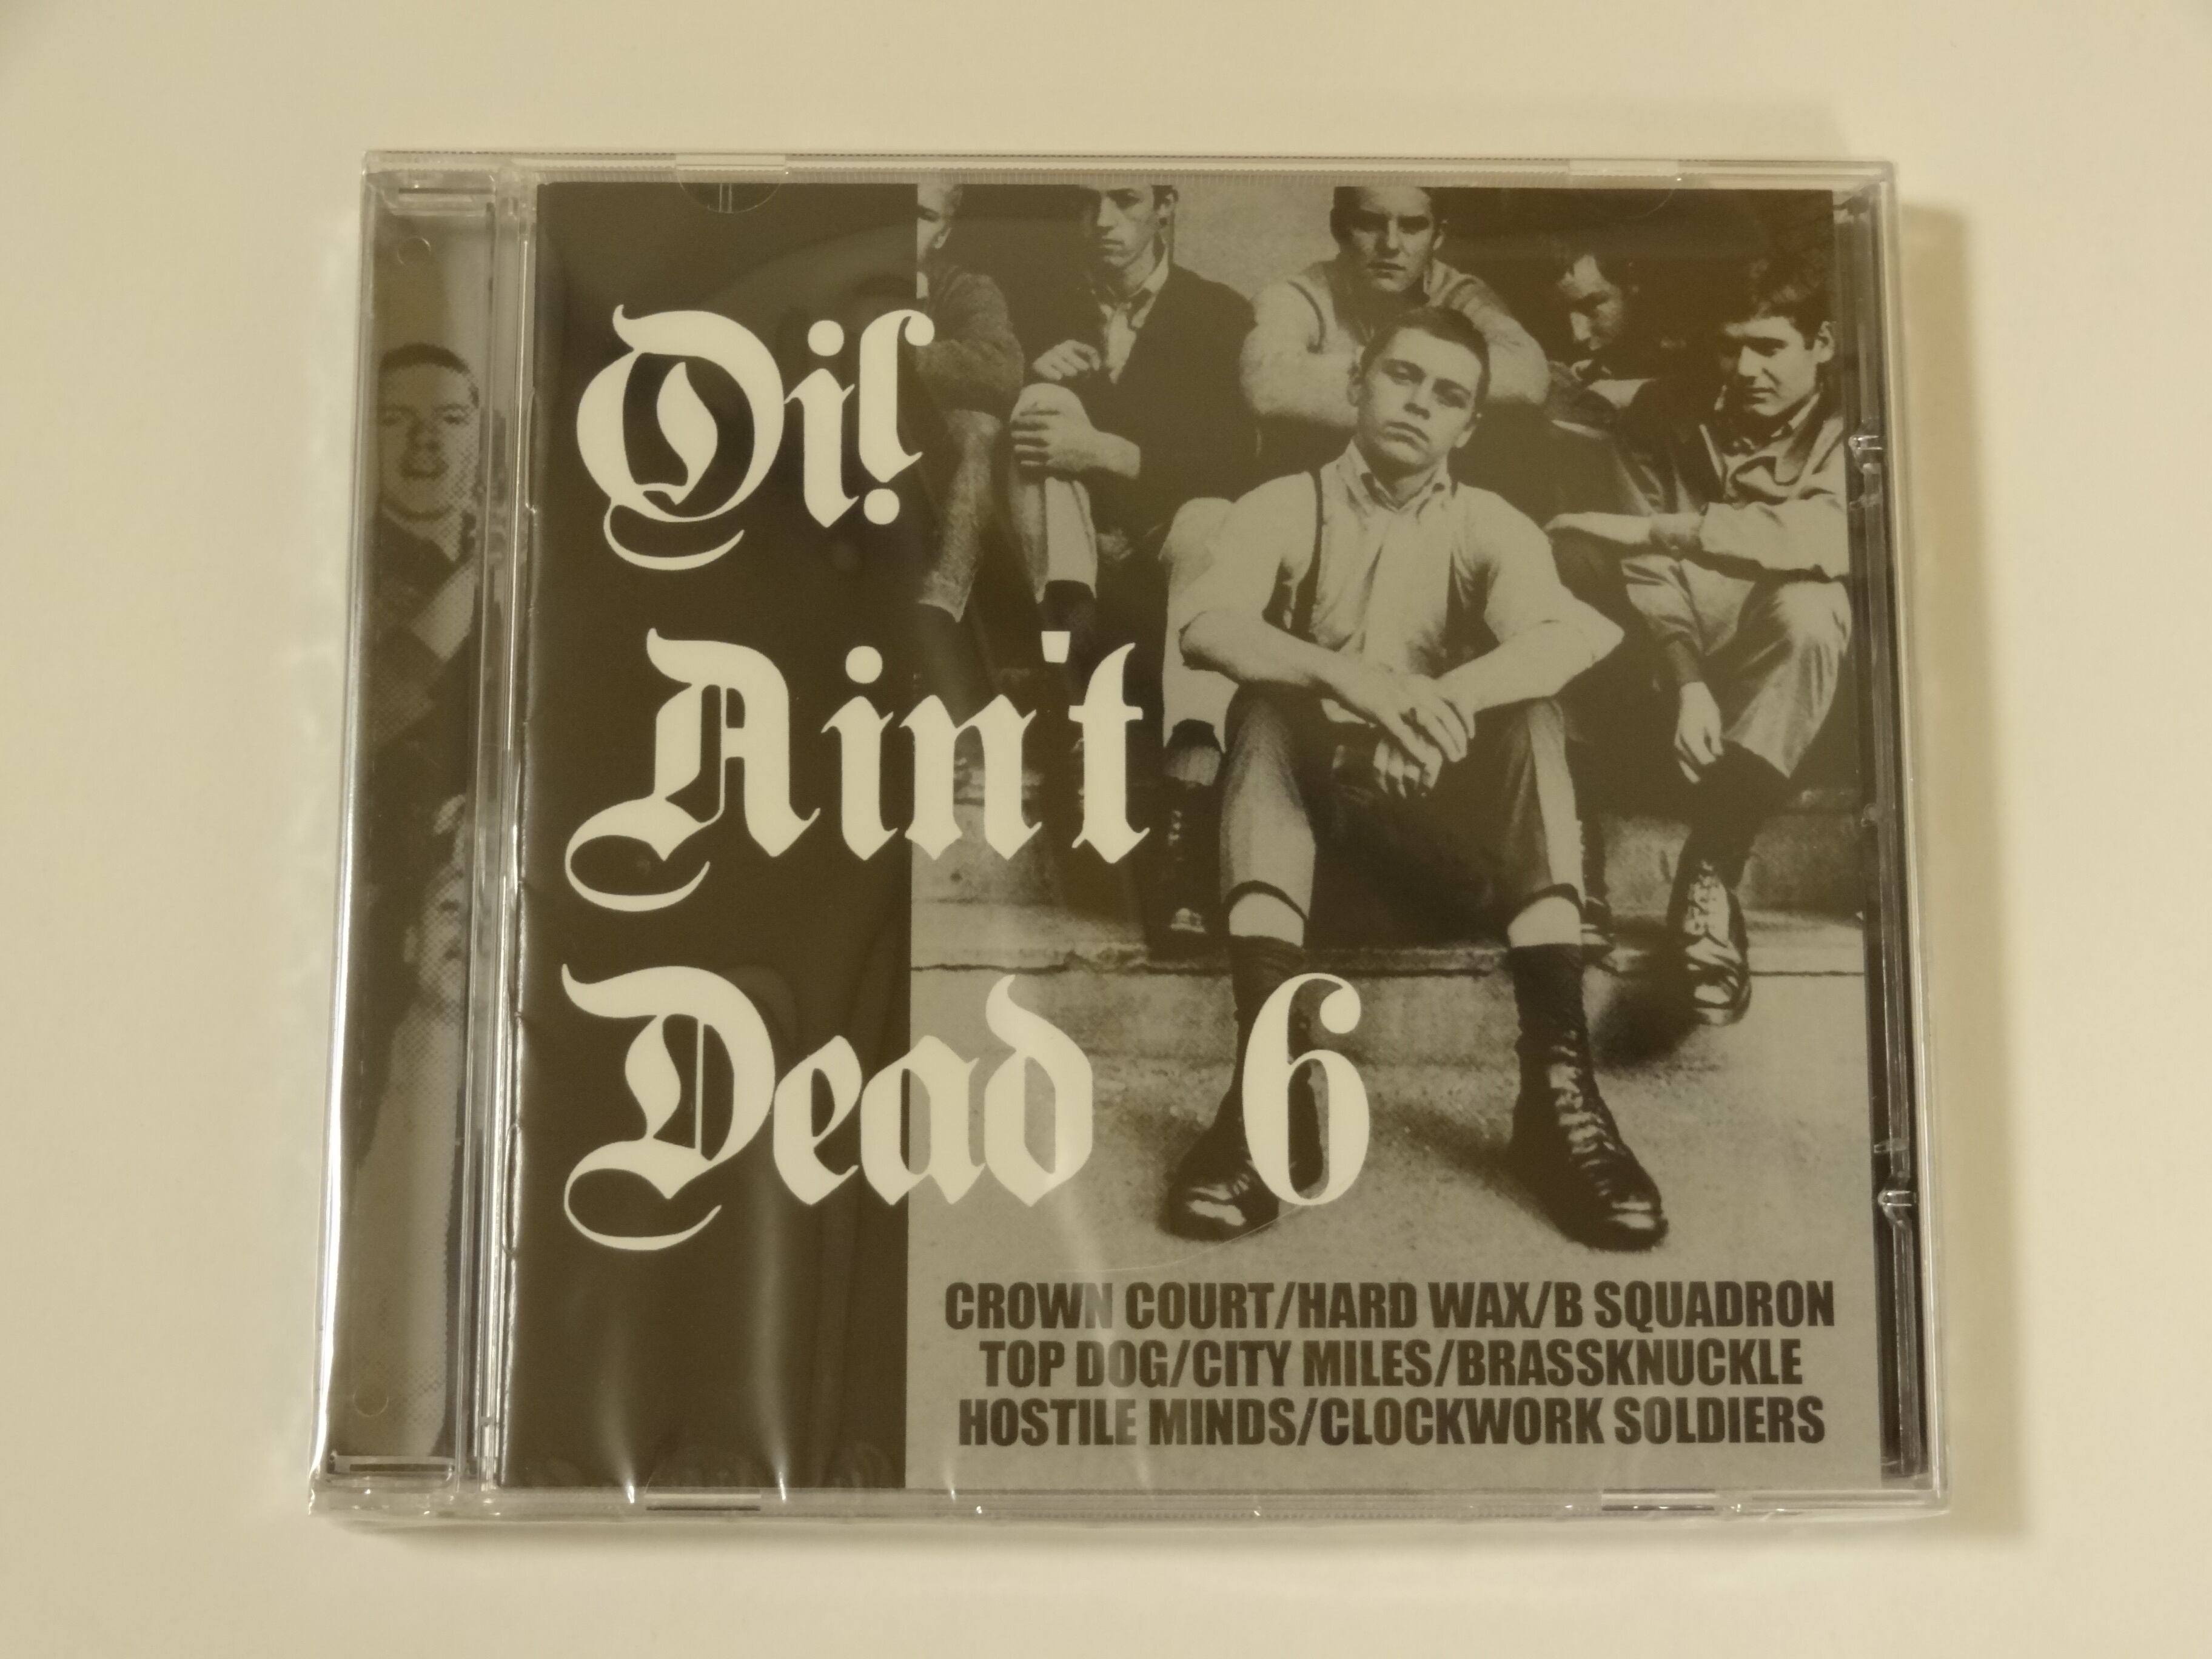 Oi!
Ain't
Dead 6
CROWN COURT/HARD WAX/B SQUADRON
TOP DOG/CITY MILES/BRASSKNUCKLE
HOSTILE MINDS/CLOCKWORK SOLDIERS